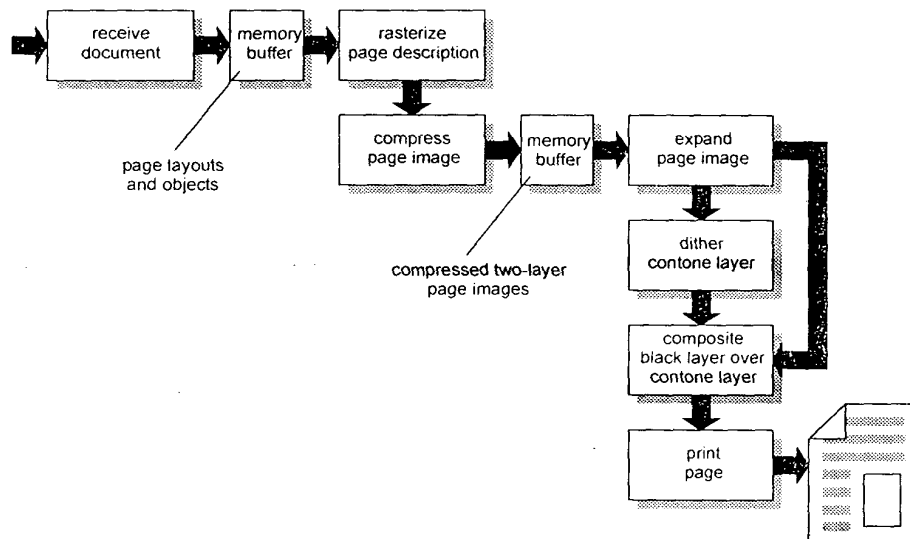 receive
document
memory
buffer
rasterize
page description
compress
page image
memory
buffer
expand
page image
page layouts
and objects
dither
contone layer
compressed two-layer
page images
composite
black layer over
contone layer
print
page